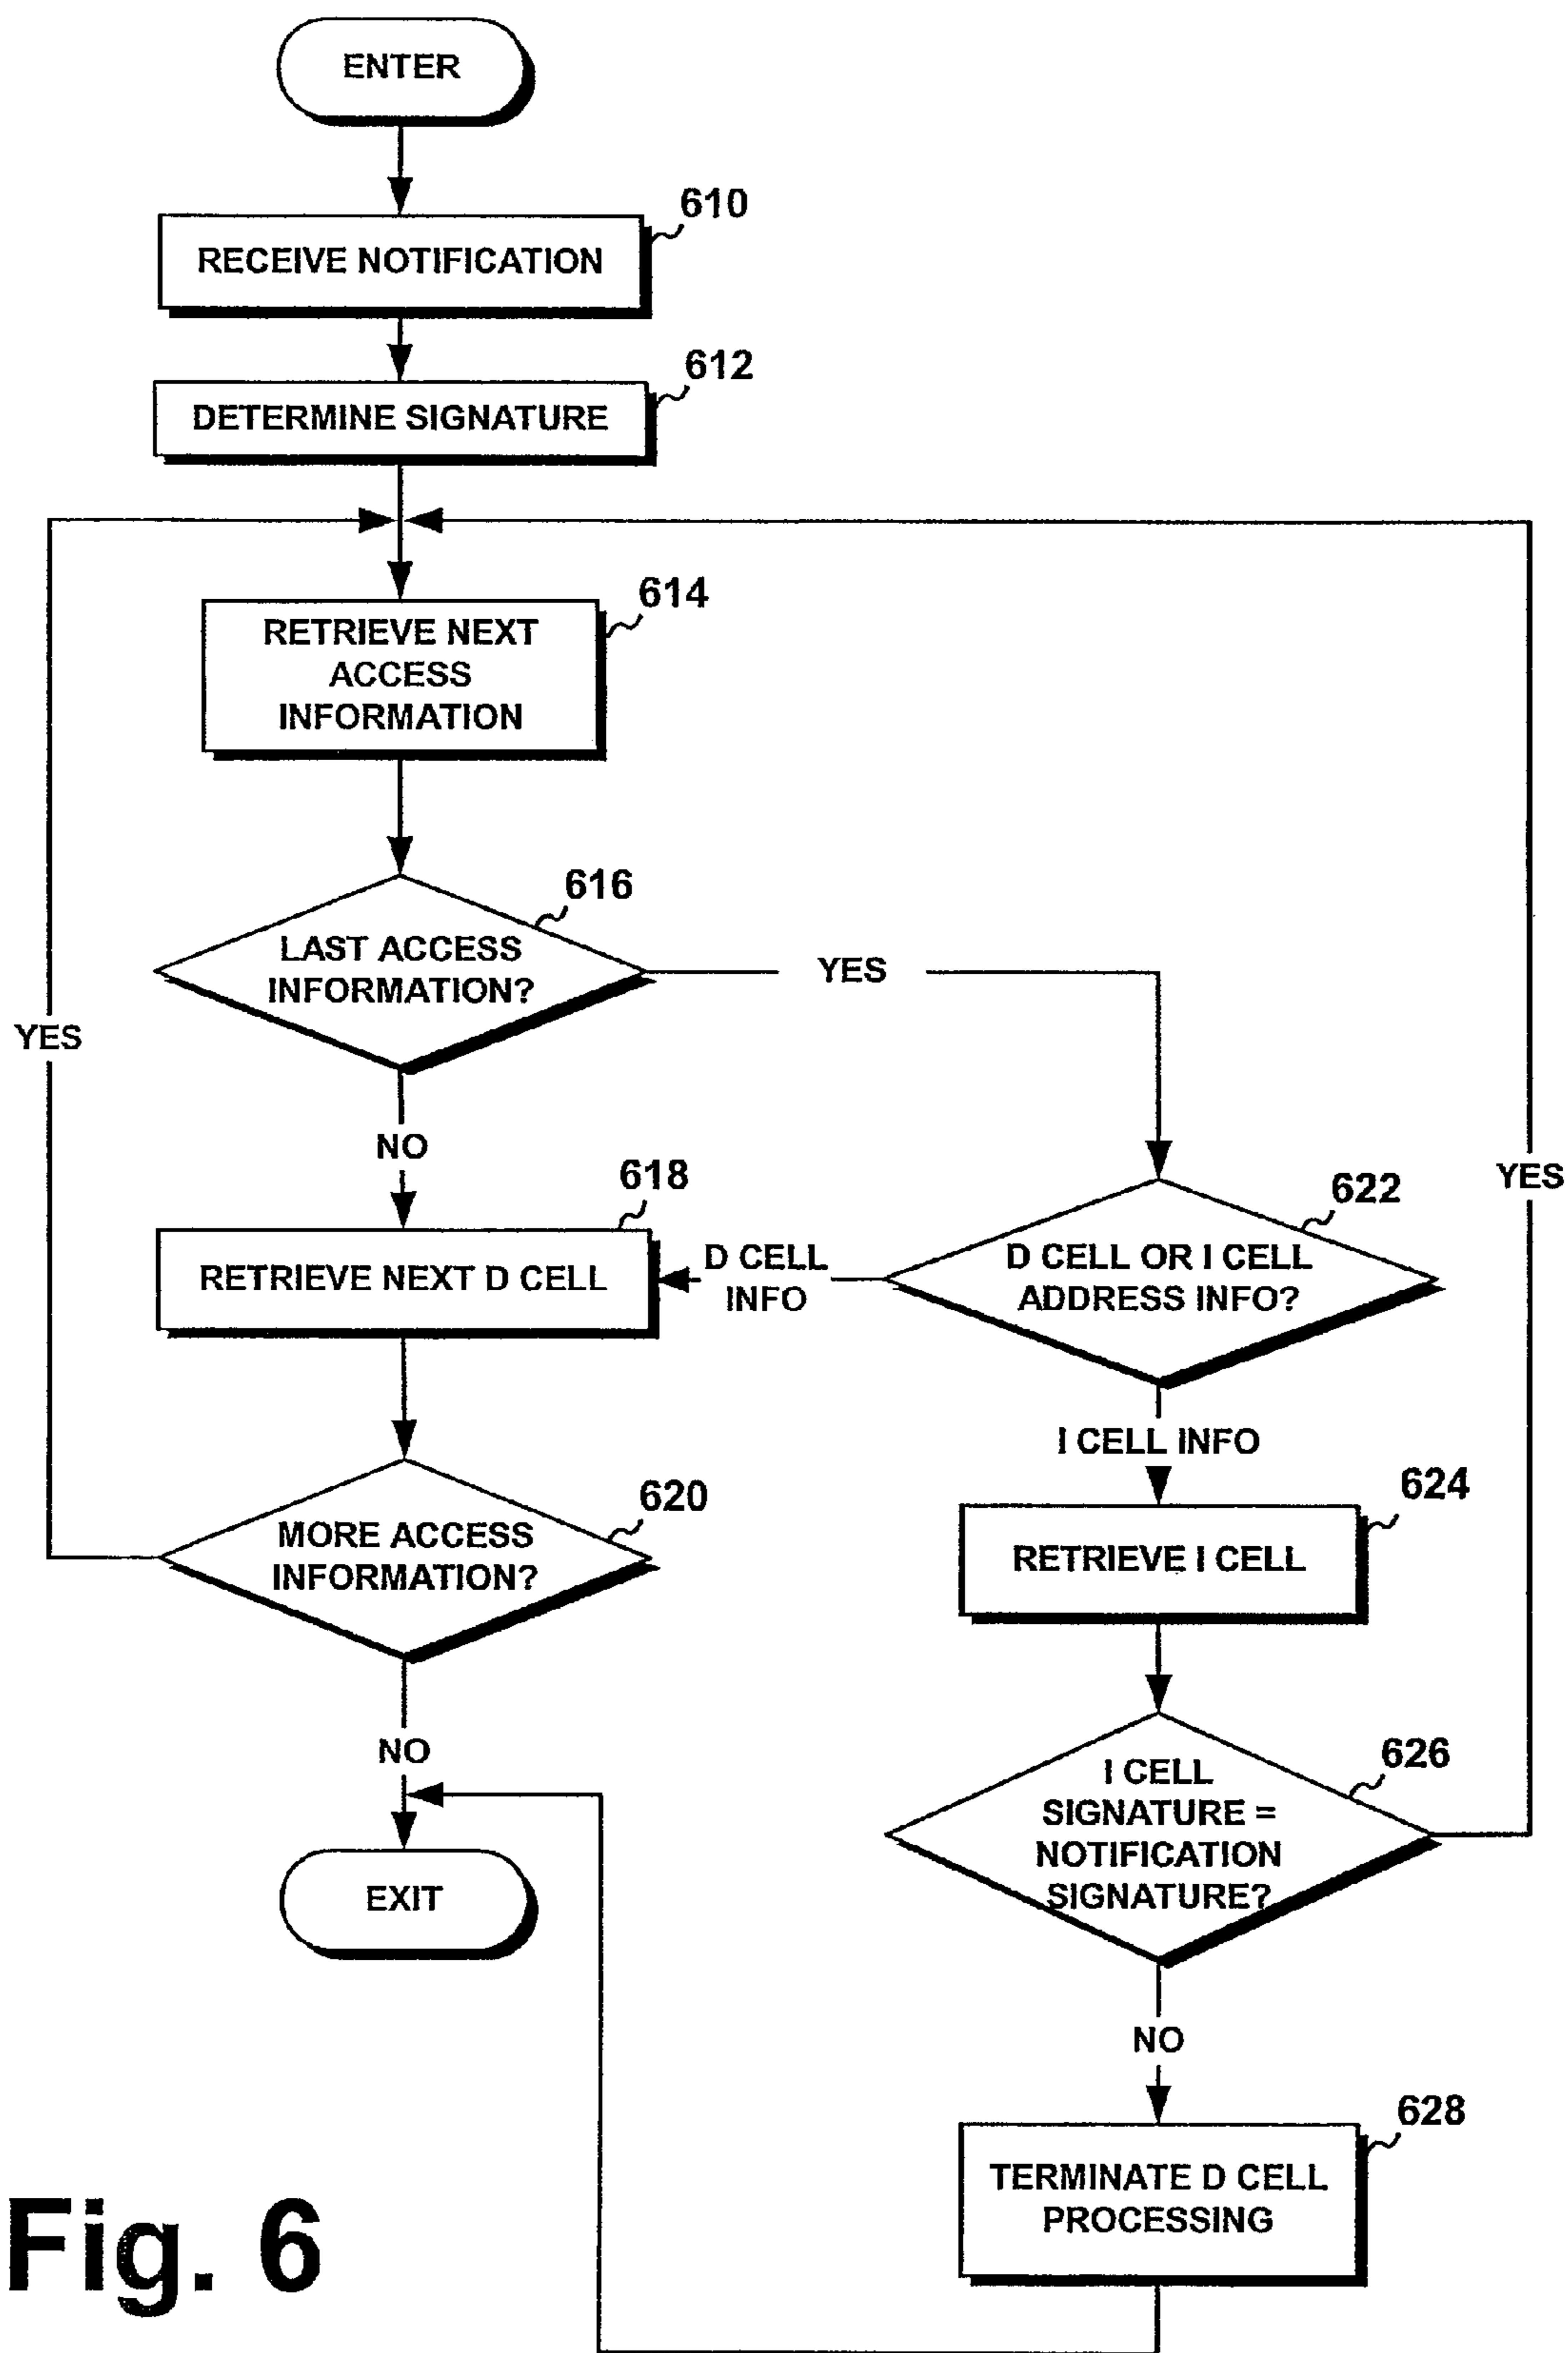 ENTER
610
RECEIVE NOTIFICATION
612
DETERMINE SIGNATURE
614
RETRIEVE NEXT
ACCESS
INFORMATION
616
LAST ACCESS
INFORMATION?
YES
YES
NO
618
RETRIEVE NEXT D CELL
D CELL
INFO
622
D CELL OR I CELL
ADDRESS INFO?
YES
I CELL INFO
620
MORE ACCESS
INFORMATION?
624
RETRIEVE I CELL
NO
626
I CELL
SIGNATURE =
NOTIFICATION
SIGNATURE?
EXIT
NO
628
TERMINATE D CELL
PROCESSING
Fig. 6